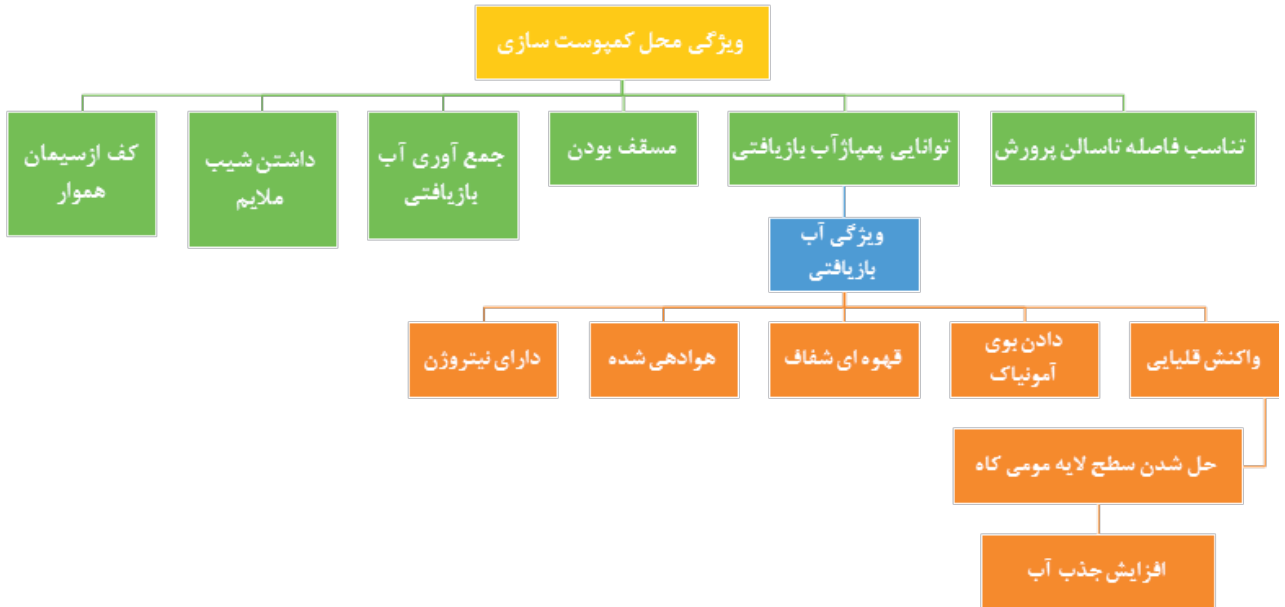 ویژگی محل کمپوست سازی
تناسب فاصله تاسالن پرورش
توانایی پمپاژآب بازیافتی
مسقف بودن
جمع آوری آب
بازیافتی
داشتن شیب
ملایم
کف ازسیمان
هموار
ویژگی آب
بازیافتی
واکنش قلیایی
دادن بوی
آمونیاک
قهوه ای شفاف
هوادهی شده
دارای نیتروژن
حل شدن سطح لایه مومی کاه
افزایش جذب آب